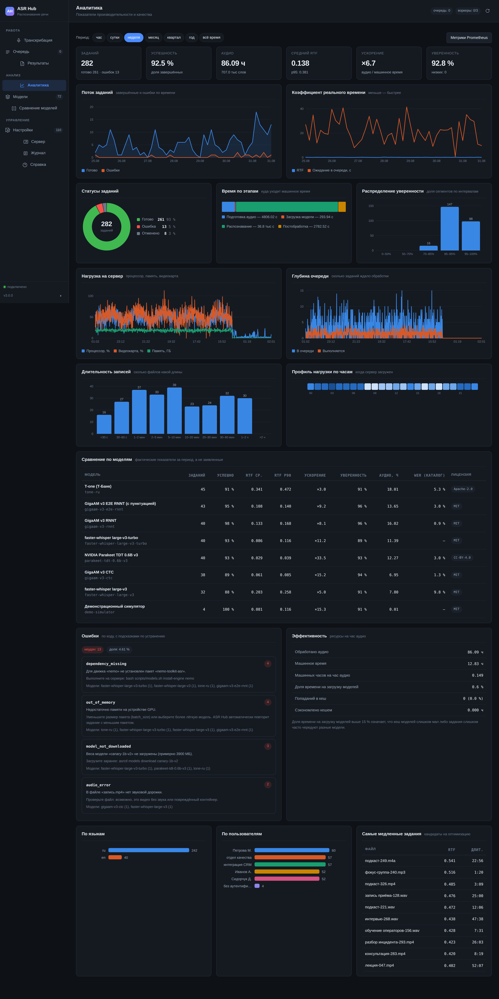 AH
ASR Hub
Распознавание речи
РАБОТА
Транскрибация
Очередь 0
Результаты
АНАЛИЗ
Аналитика
Модели 72
Сравнение моделей
УПРАВЛЕНИЕ
Настройки 110
Сервер
Журнал
Справка
подключено
v3.0.0
Аналитика
Показатели производительности и качества
очередь: 0 воркеры: 0/3
Период: час сутки неделя месяц квартал год всё время
Метрики Prometheus
ЗАДАНИЙ
282
готово 261 · ошибок 13
УСПЕШНОСТЬ
92.5 %
доля завершённых
АУДИО
86.09 ч
707.0 тыс слов
СРЕДНИЙ RTF
0.138
p95: 0.381
УСКОРЕНИЕ
×6.7
аудио / машинное время
УВЕРЕННОСТЬ
92.8 %
низких: 0
Поток заданий завершённые и ошибки по времени
20
15
10
5
0
25.08 26.08 27.08 28.08 29.08 30.08 31.08 31.08
Готово Ошибки
Коэффициент реального времени меньше — быстрее
40
20
0
25.08 26.08 27.08 28.08 29.08 30.08 31.08 31.08
RTF Ожидание в очереди, с
Статусы заданий
282
заданий
Готово 261 93 %
Ошибка 13 5 %
Отменено 8 3 %
Время по этапам куда уходит машинное время
Подготовка аудио — 4806.02 с Загрузка модели — 293.94 с
Распознавание — 36.8 тыс с Постобработка — 2782.52 с
Распределение уверенности доля сегментов по интервалам
150
100
50
0
16
147
98
0–50% 50–70% 70–85% 85–95% 95–100%
Нагрузка на сервер процессор, память, видеокарта
100
50
0
01:02 23:12 21:22 19:32 17:42 15:52 01:19 02:01
Процессор, % Видеокарта, % Память, ГБ
Глубина очереди сколько заданий ждало обработки
15
10
5
0
01:02 23:12 21:22 19:32 17:42 15:52 01:19 02:01
В очереди Выполняется
Длительность записей сколько файлов какой длины
40
30
20
10
0
16 27 37 33 39 23 24 32 30
<30 с 30–60 с 1–2 мин 2–5 мин 5–10 мин 10–20 мин 20–30 мин 30–60 мин 1–2 ч >2 ч
Профиль нагрузки по часам когда сервер загружен
00 03 06 09 12 15 18 21
Сравнение по моделям фактические показатели за период, а не заявленные
МОДЕЛЬ ЗАДАНИЙ УСПЕШНО RTF СР. RTF P90 УСКОРЕНИЕ УВЕРЕННОСТЬ АУДИО, Ч WER (КАТАЛОГ) ЛИЦЕНЗИЯ
T-one (Т-Банк)
tone-ru
45 91 % 0.341 0.472 ×3.0 91 % 18.01 5.3 % Apache-2.0
GigaAM v3 E2E RNNT (с пунктуацией)
gigaam-v3-e2e-rnnt
43 95 % 0.108 0.140 ×9.2 96 % 13.65 3.0 % MIT
GigaAM v3 RNNT
gigaam-v3-rnnt
40 98 % 0.133 0.168 ×8.1 96 % 16.02 0.9 % MIT
faster-whisper large-v3-turbo
faster-whisper-large-v3-turbo
40 93 % 0.086 0.116 ×11.2 89 % 11.39 — MIT
NVIDIA Parakeet TDT 0.6B v3
parakeet-tdt-0.6b-v3
40 93 % 0.029 0.039 ×33.5 93 % 12.27 3.0 % CC-BY-4.0
GigaAM v3 CTC
gigaam-v3-ctc
38 89 % 0.061 0.085 ×15.2 94 % 6.95 1.3 % MIT
faster-whisper large-v3
faster-whisper-large-v3
32 88 % 0.203 0.258 ×5.0 91 % 7.80 9.8 % MIT
Демонстрационный симулятор
demo-simulator
4 100 % 0.081 0.116 ×15.3 91 % 0.01 — MIT
Ошибки по коду, с подсказками по устранению
неудач: 13 доля: 4.61 %
dependency_missing 4
Для движка «nemo» не установлен пакет «nemo-toolkit-asr».
Выполните на сервере: bash scripts/models.sh install-engine nemo
Модели: faster-whisper-large-v3-turbo (1), faster-whisper-large-v3 (1), tone-ru (1), gigaam-v3-e2e-rnnt (1)
out_of_memory 4
Недостаточно памяти на устройстве GPU.
Уменьшите размер пакета (batch_size) или выберите более лёгкую модель. ASR Hub автоматически повторит
задание с меньшим пакетом.
Модели: tone-ru (1), faster-whisper-large-v3-turbo (1), faster-whisper-large-v3 (1), gigaam-v3-e2e-rnnt (1)
model_not_downloaded 3
Веса модели «canary-1b-v2» не загружены (примерно 3900 МБ).
Загрузите заранее: asrctl models download canary-1b-v2
Модели: faster-whisper-large-v3-turbo (1), parakeet-tdt-0.6b-v3 (1), tone-ru (1)
audio_error 2
В файле «запись.mp4» нет звуковой дорожки.
Проверьте файл: возможно, это видео без звука или повреждённый контейнер.
Модели: gigaam-v3-ctc (1), faster-whisper-large-v3 (1)
Эффективность ресурсы на час аудио
Обработано аудио 86.09 ч
Машинное время 12.83 ч
Машинных часов на час аудио 0.149
Доля времени на загрузку моделей 0.6 %
Попаданий в кеш 0 (0.0 %)
Сэкономлено кешем 0.000 ч
Доля времени на загрузку моделей выше 15 % означает, что кеш моделей слишком мал либо задания слишком
часто чередуют разные модели.
По языкам
ru 242
en 40
По пользователям
Петрова М. 60
отдел качества 57
интеграция CRM 57
Иванов А. 52
Сидорчук Д. 52
без аутентифи… 4
Самые медленные задания кандидаты на оптимизацию
ФАЙЛ RTF ДЛИТ.
подкаст-249.m4a 0.541 22:56
фокус-группа-240.mp3 0.516 1:20
подкаст-326.mp4 0.485 3:09
запись приёма-128.wav 0.476 25:00
подкаст-221.wav 0.472 12:06
интервью-268.wav 0.438 47:38
обучение операторов-156.wav 0.428 7:31
разбор инцидента-293.mp4 0.423 26:03
консультация-283.mp4 0.420 8:19
лекция-047.mp4 0.402 52:07